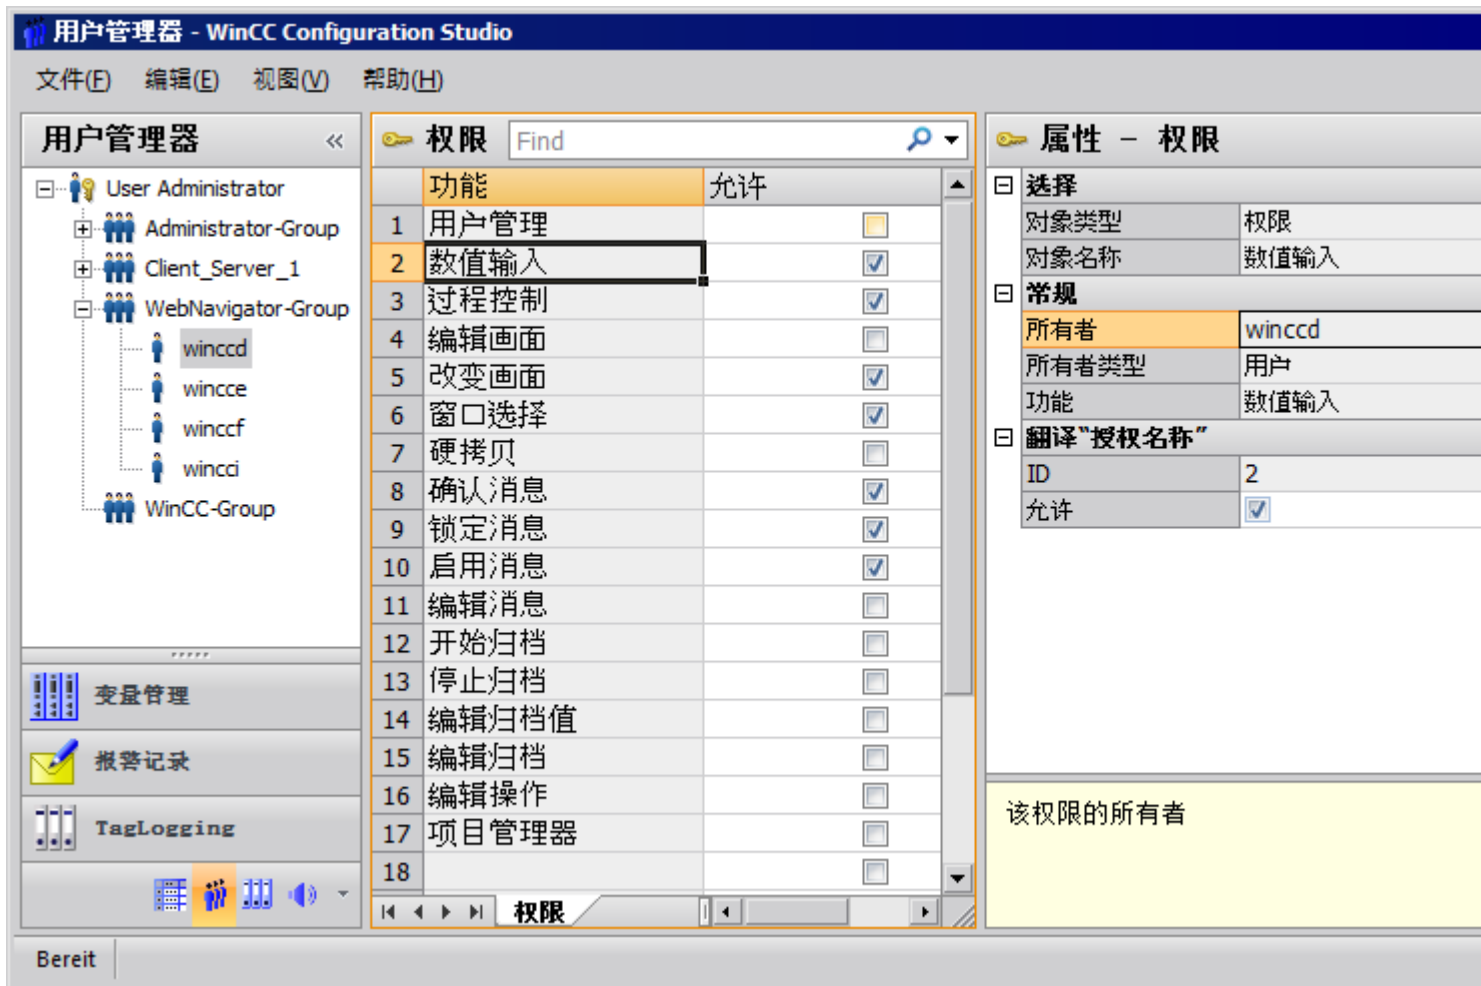 用户管理器 - WinCC Configuration Studio
文件(F) 编辑(E) 视图(V) 帮助(H)
用户管理器 «
User Administrator
Administrator-Group
Client_Server_1
WebNavigator-Group
winccd
wincce
winccf
wincci
WinCC-Group
变量管理
报警记录
TagLogging
权限 Find
功能 允许
1 用户管理
2 数值输入
3 过程控制
4 编辑画面
5 改变画面
6 窗口选择
7 硬拷贝
8 确认消息
9 锁定消息
10 启用消息
11 编辑消息
12 开始归档
13 停止归档
14 编辑归档值
15 编辑归档
16 编辑操作
17 项目管理器
18
权限
属性 - 权限
选择
对象类型 权限
对象名称 数值输入
常规
所有者 winccd
所有者类型 用户
功能 数值输入
翻译"授权名称"
ID 2
允许
该权限的所有者
Bereit